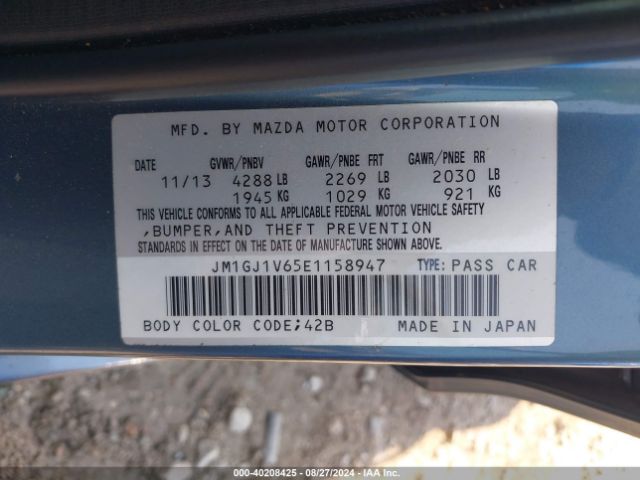 MFD. BY MAZDA MOTOR CORPORATION
DATE GVWR/PNBV GAWR/PNBE FRT GAWR/PNBE RR
11/13 4288 LB 2269 LB 2030 LB
1945 KG 1029 KG 921 KG
THIS VEHICLE CONFORMS TO ALL APPLICABLE FEDERAL MOTOR VEHICLE SAFETY
,BUMPER,AND THEFT PREVENTION
STANDARDS IN EFFECT ON THE DATE OF MANUFACTURE SHOWN ABOVE.
JM1GJ1V65E1158947 TYPE: PASS CAR
BODY COLOR CODE;42B MADE IN JAPAN
000-40208425 - 08/27/2024 - IAA Inc.